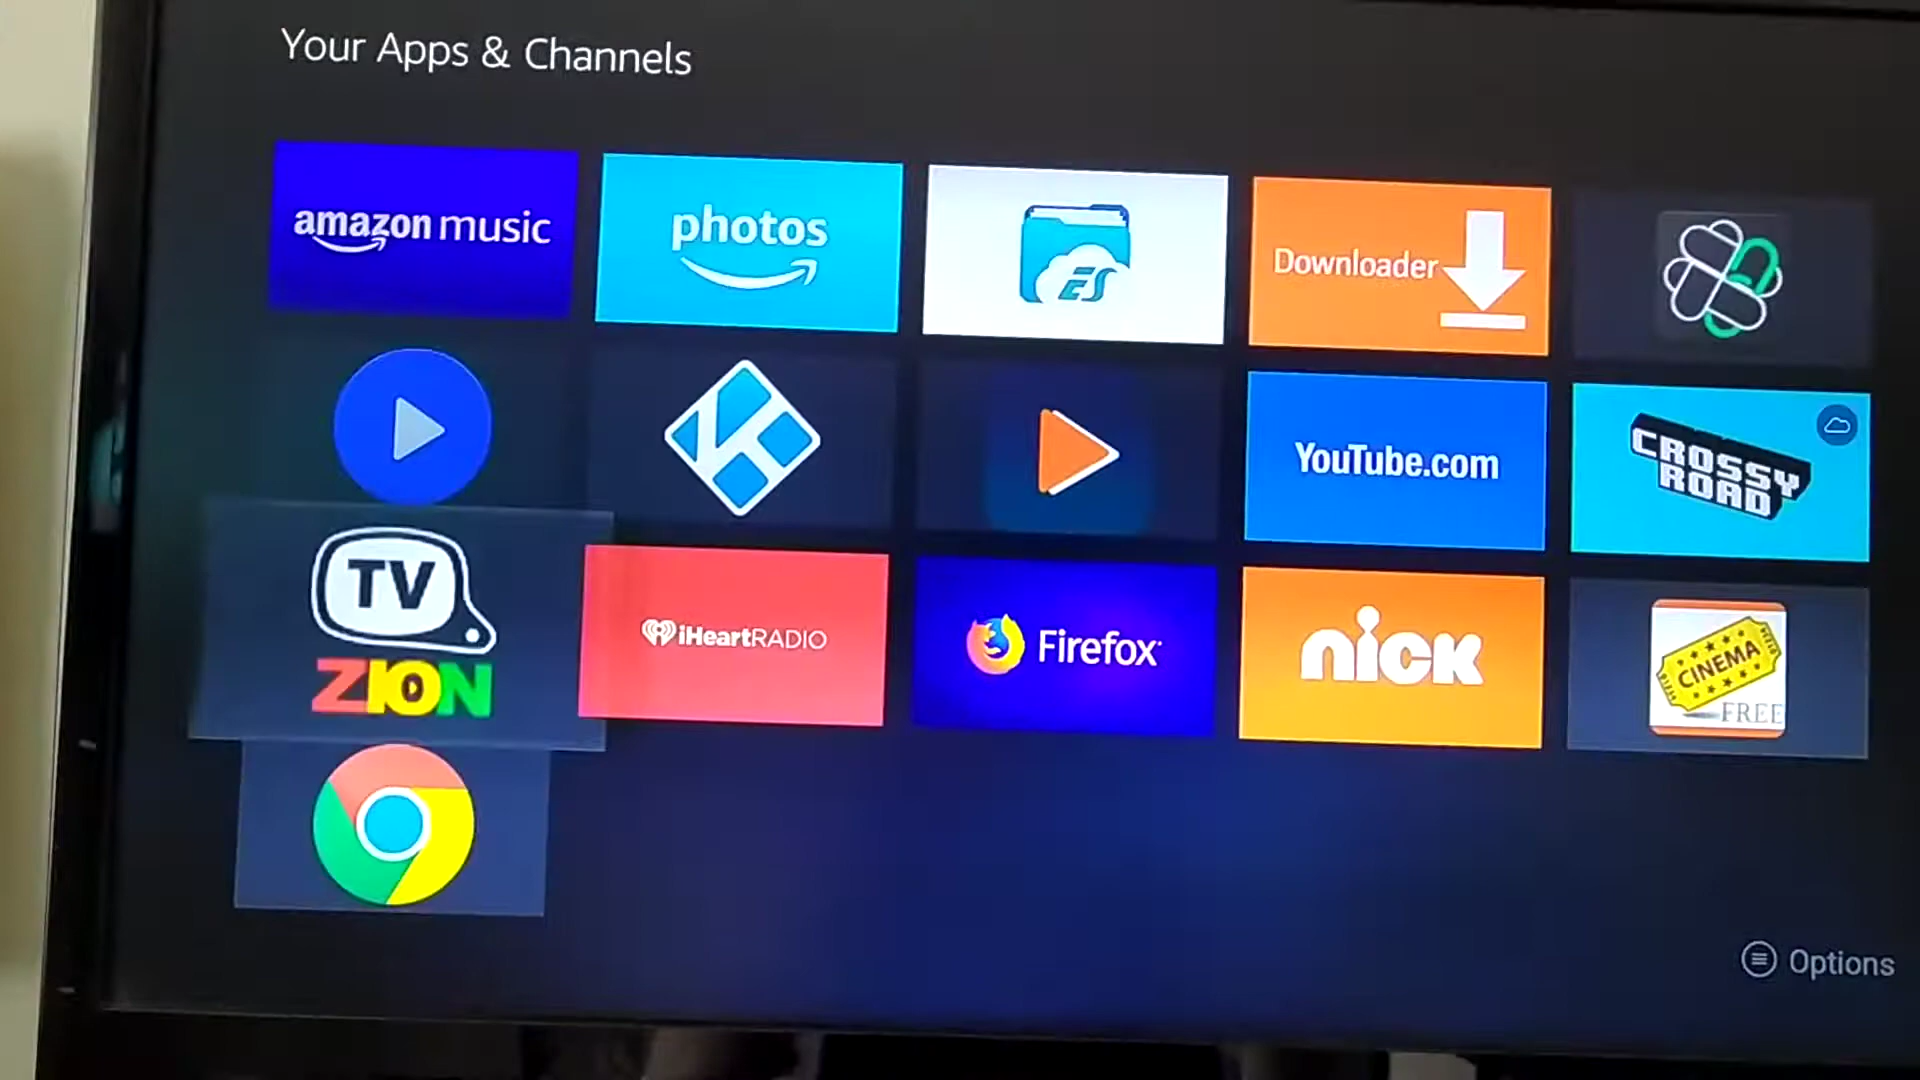 Your Apps & Channels
amazon music
photos
ES
Downloader
YouTube.com
CROSSY
ROAD
TV
ZION
iHeartRADIO
Firefox
nick
CINEMA
FREE
Options